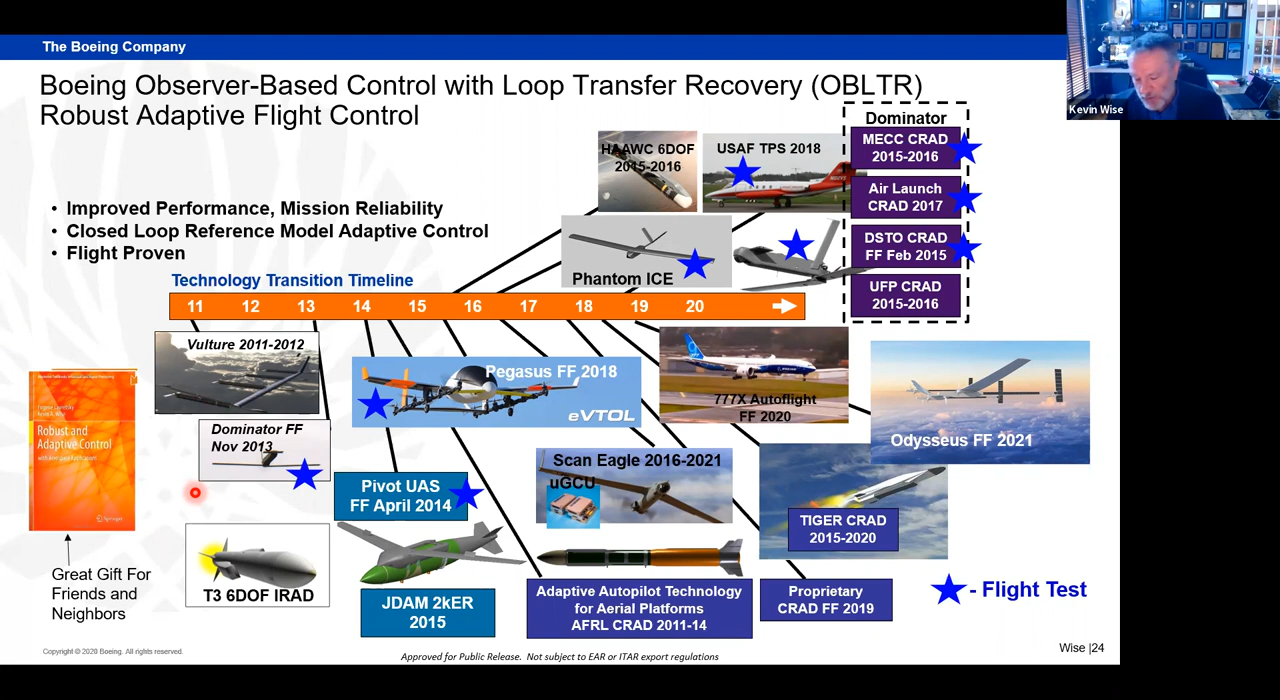 The Boeing Company
Kevin Wise
Boeing Observer-Based Control with Loop Transfer Recovery (OBLTR)
Robust Adaptive Flight Control
• Improved Performance, Mission Reliability
• Closed Loop Reference Model Adaptive Control
• Flight Proven
HAAWC 6DOF
2015-2016
USAF TPS 2018
Dominator
MECC CRAD
2015-2016
Air Launch
CRAD 2017
DSTO CRAD
FF Feb 2015
UFP CRAD
2015-2016
Phantom ICE
Technology Transition Timeline
11 12 13 14 15 16 17 18 19 20
Vulture 2011-2012
Pegasus FF 2018
eVTOL
777X Autoflight
FF 2020
Odysseus FF 2021
Robust and
Adaptive Control
Springer
Dominator FF
Nov 2013
Pivot UAS
FF April 2014
Scan Eagle 2016-2021
uGCU
TIGER CRAD
2015-2020
T3 6DOF IRAD
JDAM 2kER
2015
Adaptive Autopilot Technology
for Aerial Platforms
AFRL CRAD 2011-14
Proprietary
CRAD FF 2019
- Flight Test
Great Gift For
Friends and
Neighbors
Copyright © 2020 Boeing. All rights reserved.
Approved for Public Release. Not subject to EAR or ITAR export regulations
Wise |24